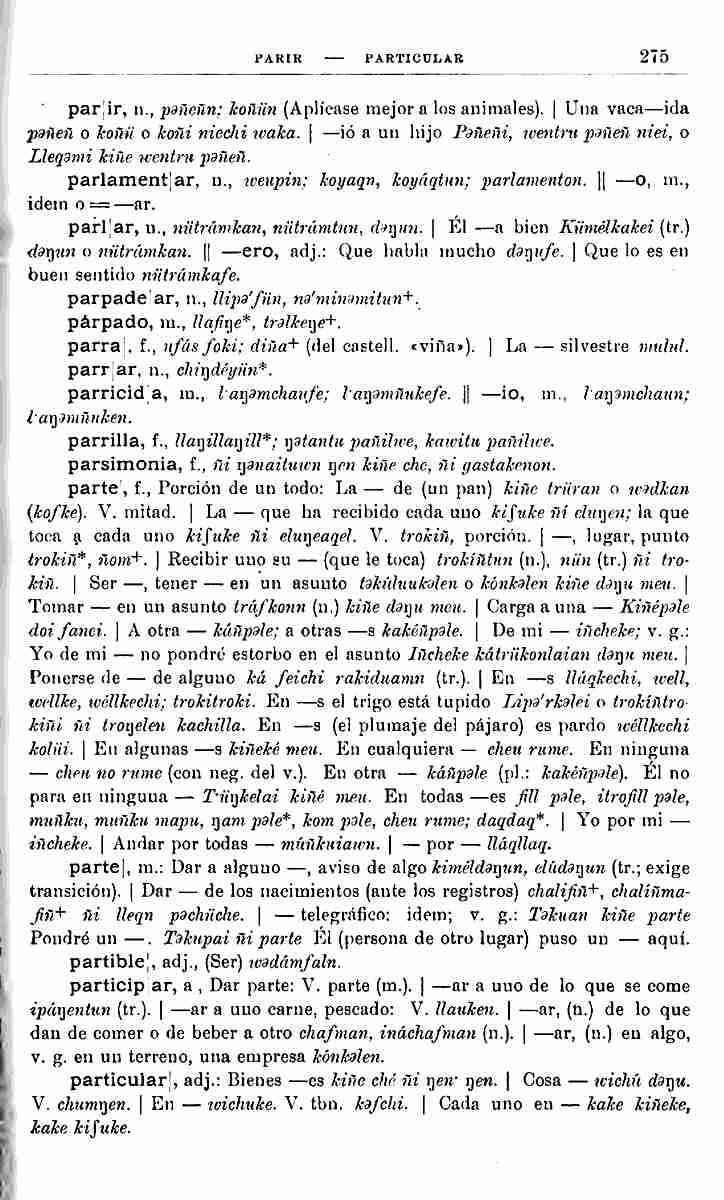 PARIR — PARTICULAR 275
par|ir, n., pəñeün; koñün (Aplícase mejor a los animales). | Una vaca—ida
pəñeñ o koñü o koñi niechi waka. | —ió a un hijo Pəñeñi, wentru pəñeñ niei, o
Lleqəmi kiñe wentru pəñeñ.
parlament|ar, n., weupin; koyaqn, koyáqtun; parlamenton. || —o, m.,
idem o = —ar.
parl|ar, n., nütrámkan, nütrámtun, dəŋun. | Él —a bien Kümélkakei (tr.)
dəŋun o nütrámkan. || —ero, adj.: Que habla mucho dəŋufe. | Que lo es en
buen sentido nütrámkafe.
parpade|ar, n., llipə'fün, nə'minəmitun+.
párpado, m., llafiŋe*, trəlkeŋe+.
parra|, f., ufás foki; diña+ (del castell. «viña»). | La — silvestre mulul.
parr|ar, n., chiŋdéyün*.
parricid|a, m., l·aŋəmchaufe; l·aŋəmñukefe. || —io, m., l·aŋəmchaun;
l·aŋəmñuken.
parrilla, f., llaŋillaŋill*; ŋətantu pañilwe, kawitu pañilwe.
parsimonia, f., ñi ŋənaituwn ŋen kiñe che, ñi gastakenon.
parte|, f., Porción de un todo: La — de (un pan) kiñe trüran o wədkan
(kofke). V. mitad. | La — que ha recibido cada uno kiʃuke ñi eluŋen; la que
toca a cada uno kiʃuke ñi eluŋeaqel. V. trokiñ, porción. | —, lugar, punto
trokiñ*, ñom+. | Recibir uno su — (que le toca) trokíñtun (n.), nün (tr.) ñi tro-
kiñ. | Ser —, tener — en un asunto təkúluukəlen o kónkəlen kiñe dəŋu meu. |
Tomar — en un asunto tráfkonn (n.) kiñe dəŋu meu. | Carga a una — Kiñépəle
doi fanei. | A otra — káñpəle; a otras —s kakéñpəle. | De mi — iñcheke; v. g.:
Yo de mi — no pondré estorbo en el asunto Iñcheke kátrükonlaian dəŋu meu. |
Ponerse de — de alguno ká feichi rakiduamn (tr.). | En —s lláqkechi, well,
wellke, wéllkechi; trokitroki. En —s el trigo está tupido Lipə'rkəlei o trokíñtro-
kiñi ñi troŋelen kachilla. En —s (el plumaje del pájaro) es pardo wéllkechi
kolüi. | En algunas —s kiñeké meu. En cualquiera — cheu rume. En ninguna
— cheu no rume (con neg. del v.). En otra — káñpəle (pl.: kakéñpəle). Él no
para en ninguna — T·üŋkelai kiñé meu. En todas —es fill pəle, itrofill pəle,
muñku, muñku mapu, ŋam pəle*, kom pəle, cheu rume; daqdaq*. | Yo por mi —
iñcheke. | Andar por todas — múñkuiawn. | — por — lláqllaq.
parte|, m.: Dar a alguno —, aviso de algo kiméldəŋun, elúdəŋun (tr.; exige
transición). | Dar — de los nacimientos (ante los registros) chalifiñ+, chalíñma-
fiñ+ ñi lleqn pəchüche. | — telegráfico: idem; v. g.: Təkuan kiñe parte
Pondré un —. Təkupai ñi parte Él (persona de otro lugar) puso un — aquí.
partible|, adj., (Ser) wədámfaln.
particip|ar, a, Dar parte: V. parte (m.). | —ar a uno de lo que se come
ipáŋentun (tr.). | —ar a uno carne, pescado: V. llauken. | —ar, (n.) de lo que
dan de comer o de beber a otro chafman, ináchafman (n.). | —ar, (n.) en algo,
v. g. en un terreno, una empresa kónkəlen.
particular|, adj.: Bienes —es kiñe ché ñi ŋen· ŋen. | Cosa — wichú dəŋu.
V. chumŋen. | En — wichuke. V. tbn. kəfchi. | Cada uno en — kake kiñeke,
kake kiʃuke.